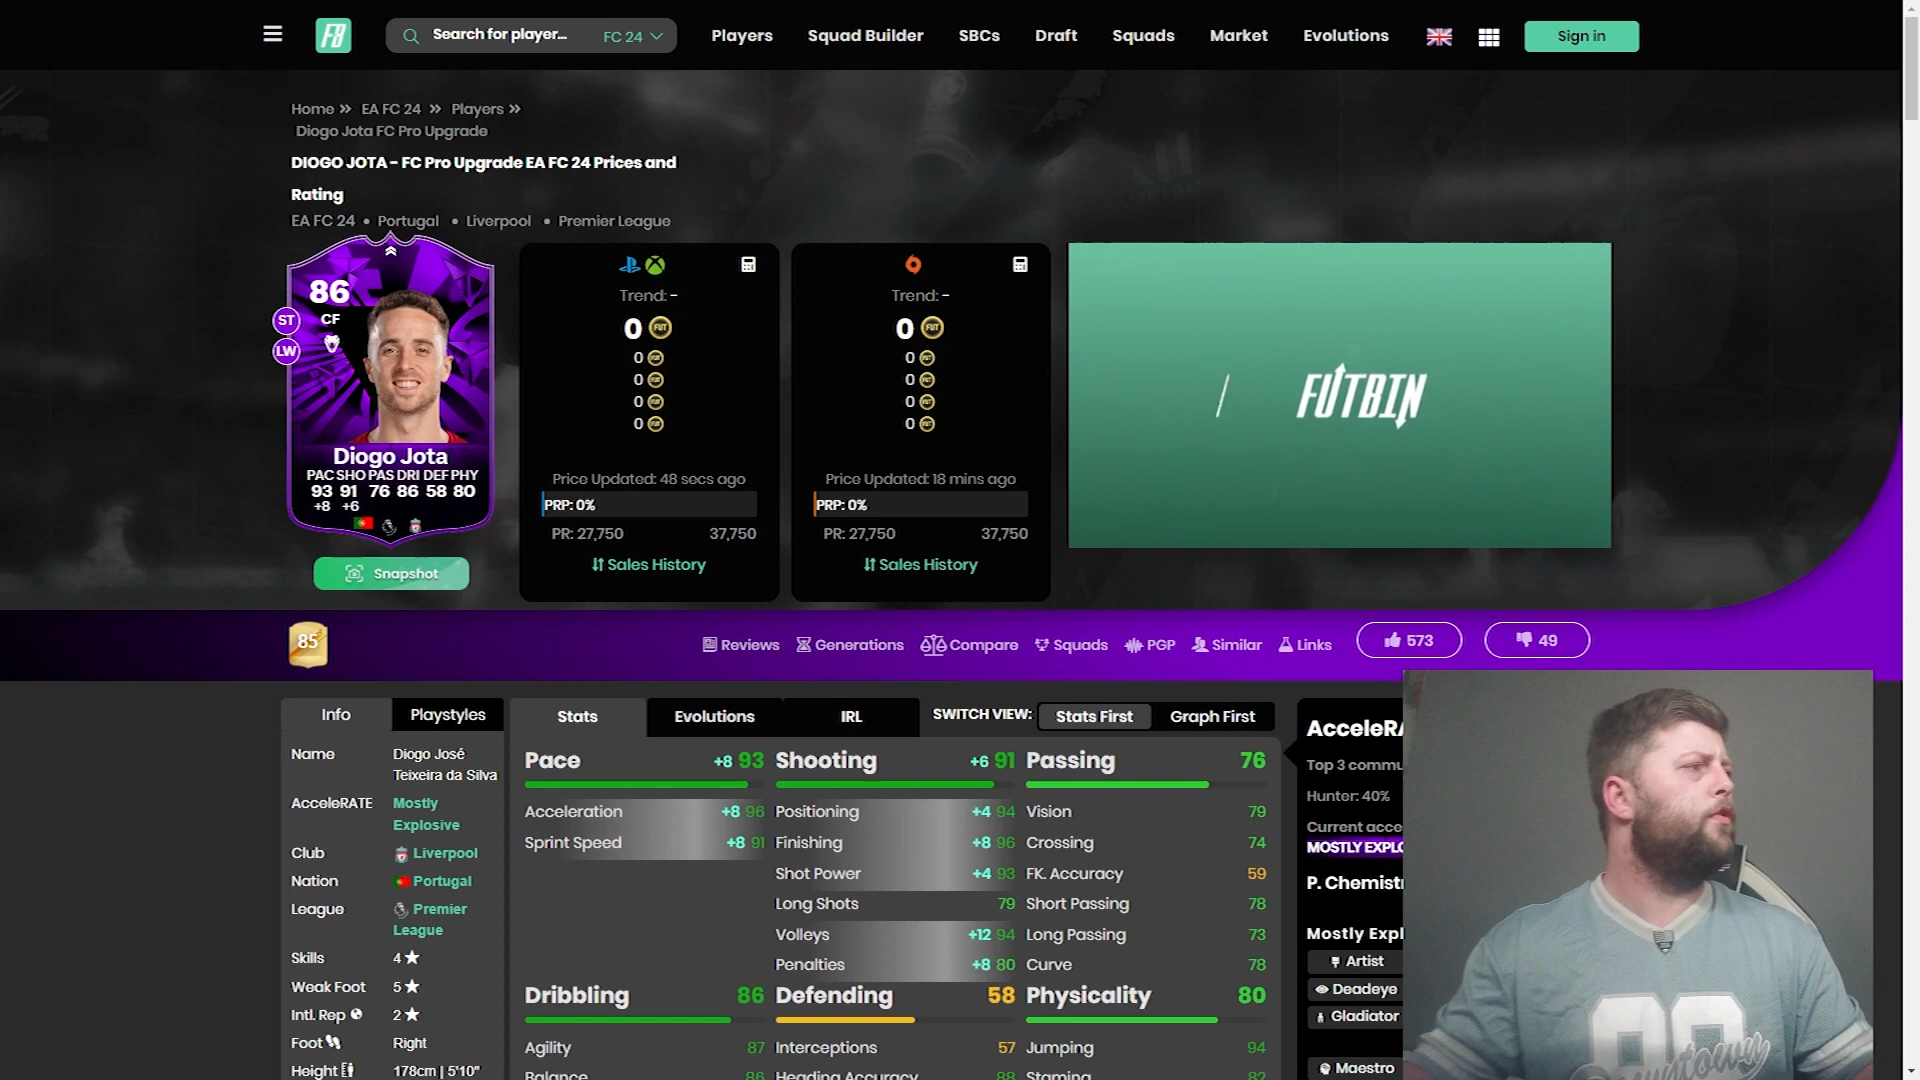 F8
Search for player...
FC 24
Players
Squad Builder
SBCs
Draft
Squads
Market
Evolutions
Sign in
Home » EA FC 24 » Players »
Diogo Jota FC Pro Upgrade
DIOGO JOTA - FC Pro Upgrade EA FC 24 Prices and
Rating
EA FC 24 • Portugal • Liverpool • Premier League
86
CF
ST
LW
Diogo Jota
PAC SHO PAS DRI DEF PHY
93 91 76 86 58 80
+8 +6
Snapshot
Trend: -
0 FUT
0
0
0
0
Price Updated: 48 secs ago
PRP: 0%
PR: 27,750 37,750
Sales History
Trend: -
0 FUT
0
0
0
0
Price Updated: 18 mins ago
PRP: 0%
PR: 27,750 37,750
Sales History
FUTBIN
85
Reviews
Generations
Compare
Squads
PGP
Similar
Links
573
49
Info
Playstyles
Name Diogo José
Teixeira da Silva
AcceleRATE Mostly
Explosive
Club Liverpool
Nation Portugal
League Premier
League
Skills 4 ★
Weak Foot 5 ★
Intl. Rep 2 ★
Foot Right
Height 178cm | 5'10"
Stats
Evolutions
IRL
SWITCH VIEW: Stats First Graph First
Pace +8 93
Acceleration +8 96
Sprint Speed +8 91
Shooting +6 91
Positioning +4 94
Finishing +8 96
Shot Power +4 93
Long Shots 79
Volleys +12 94
Penalties +8 80
Passing 76
Vision 79
Crossing 74
FK. Accuracy 59
Short Passing 78
Long Passing 73
Curve 78
Dribbling 86
Agility 87
Balance 86
Defending 58
Interceptions 57
Heading Accuracy 88
Physicality 80
Jumping 94
Stamina 82
AcceleRA
Top 3 commu
Hunter: 40%
Current acce
MOSTLY EXPLO
P. Chemist
Mostly Expl
Artist
Deadeye
Gladiator
Maestro